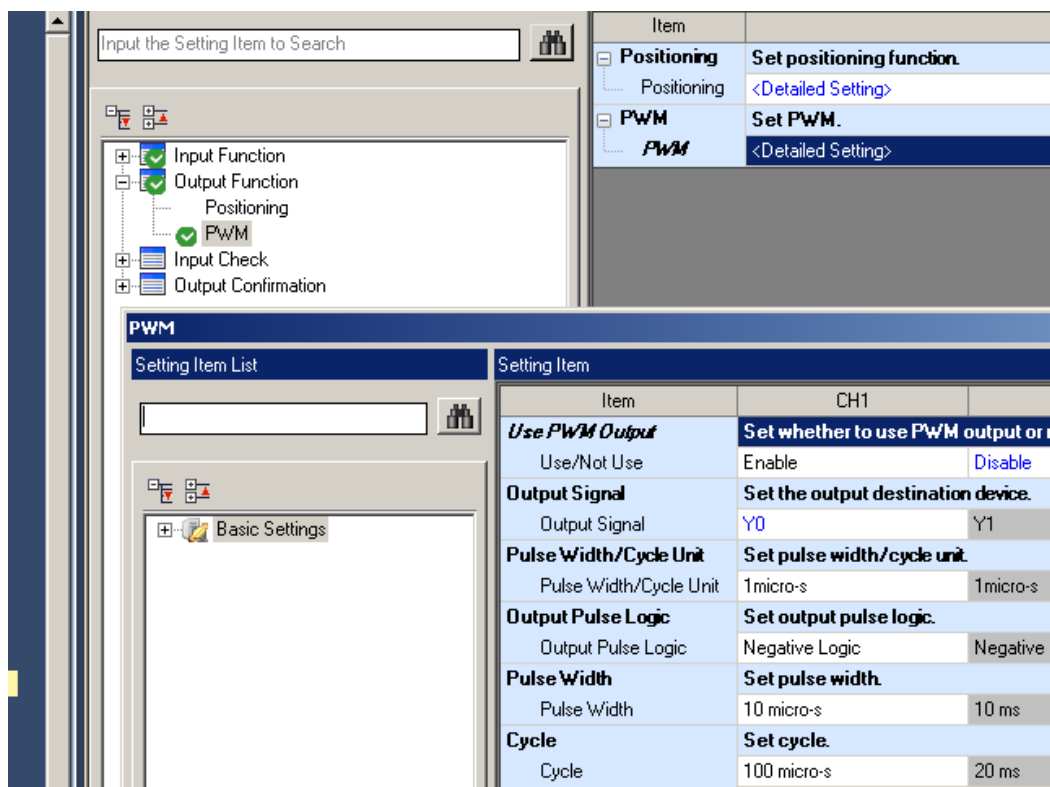 Input the Setting Item to Search
Input Function
Output Function
Positioning
PWM
Input Check
Output Confirmation
Item
Positioning Set positioning function.
Positioning <Detailed Setting>
PWM Set PWM.
PWM <Detailed Setting>
PWM
Setting Item List
Basic Settings
Setting Item
Item CH1
Use PWM Output Set whether to use PWM output or
Use/Not Use Enable Disable
Output Signal Set the output destination device.
Output Signal Y0 Y1
Pulse Width/Cycle Unit Set pulse width/cycle unit.
Pulse Width/Cycle Unit 1micro-s 1micro-s
Output Pulse Logic Set output pulse logic.
Output Pulse Logic Negative Logic Negative
Pulse Width Set pulse width.
Pulse Width 10 micro-s 10 ms
Cycle Set cycle.
Cycle 100 micro-s 20 ms